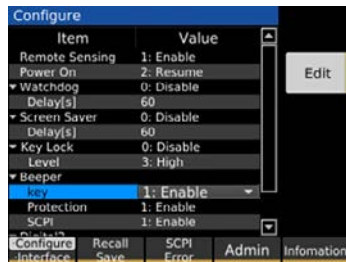 Configure
Item Value
Remote Sensing 1: Enable
Power On 2: Resume
Watchdog 0: Disable
Delay[s] 60
Screen Saver 0: Disable
Delay[s] 60
Key Lock 0: Disable
Level 3: High
Beeper
key 1: Enable
Protection 1: Enable
SCPI 1: Enable
Edit
Configure Recall SCPI Admin Infomation
Interface Save Error